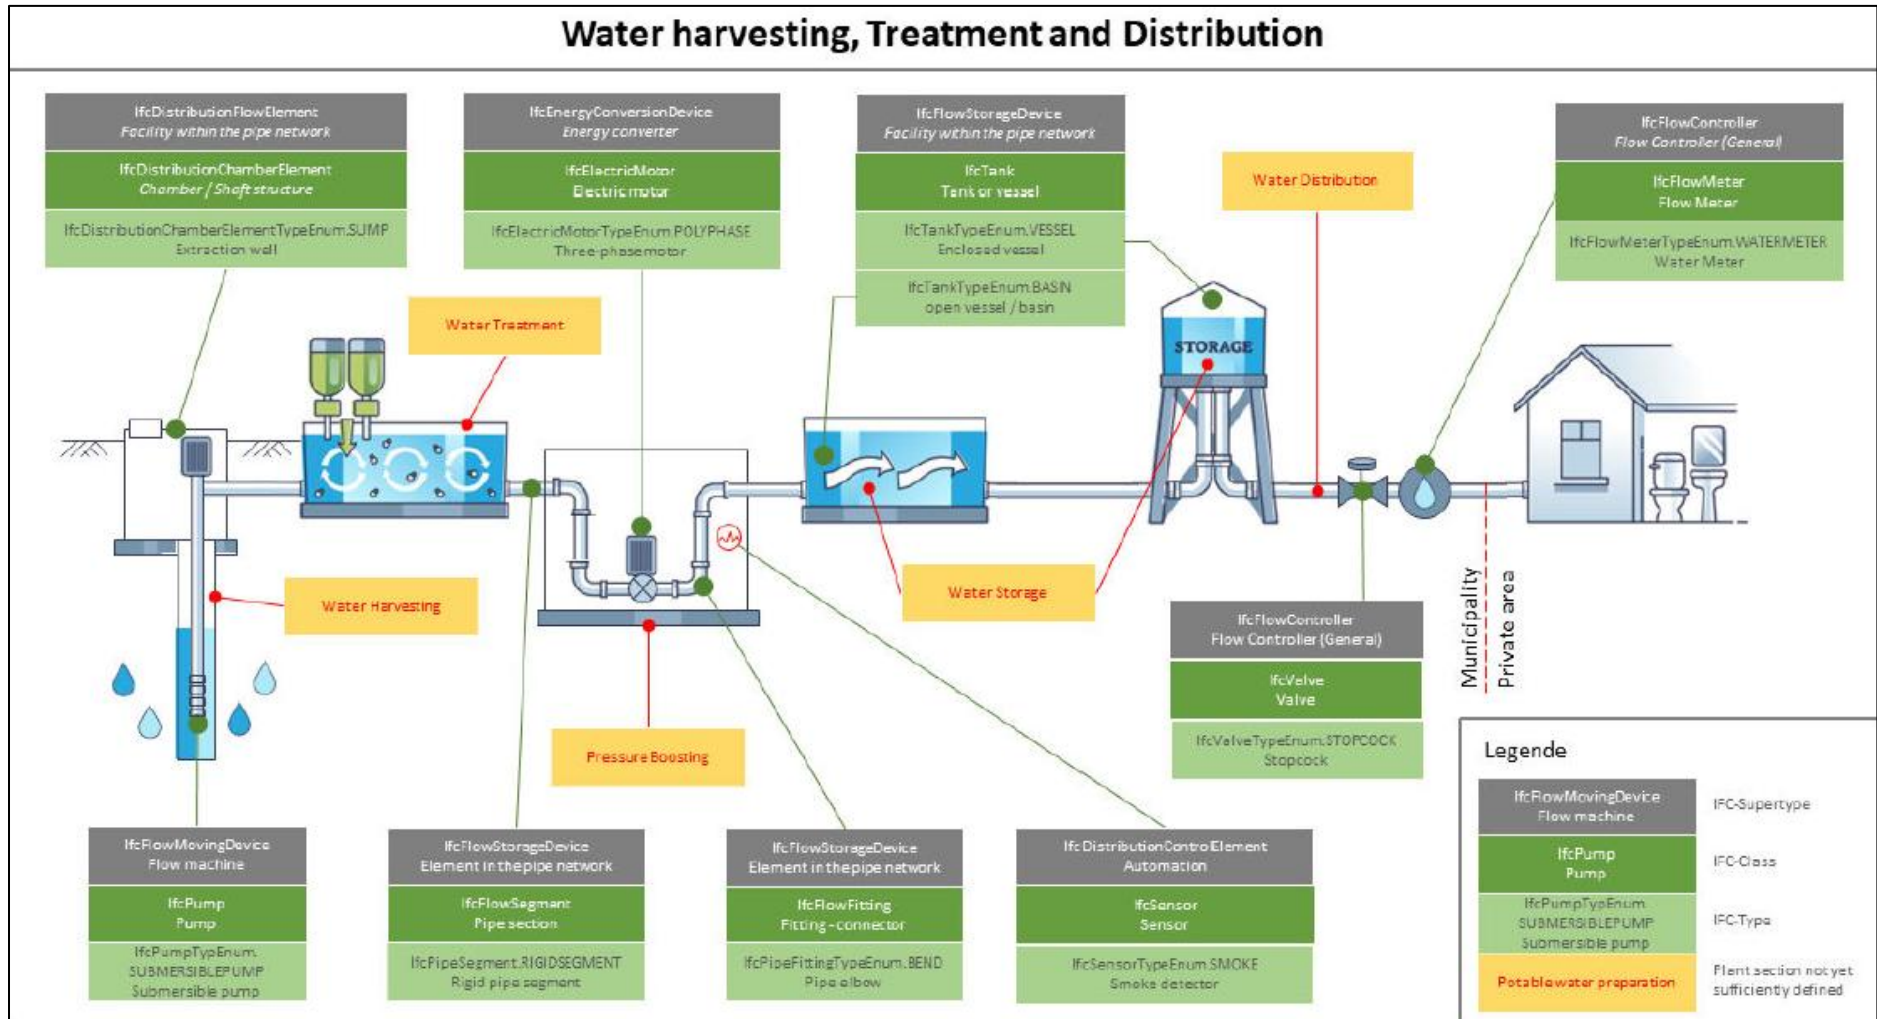 Water harvesting, Treatment and Distribution
IfcDistributionFlowElement
Facility within the pipe network
IfcDistributionChamberElement
Chamber / Shaft structure
IfcDistributionChamberElementTypeEnum.SUMP
Extraction well
IfcEnergyConversionDevice
Energy converter
IfcElectricMotor
Electric motor
IfcElectricMotorTypeEnum.POLYPHASE
Three-phase motor
IfcFlowStorageDevice
Facility within the pipe network
IfcTank
Tank or vessel
IfcTankTypeEnum.VESSEL
Enclosed vessel
IfcTankTypeEnum.BASIN
open vessel / basin
Water Distribution
IfcFlowController
Flow Controller (General)
IfcFlowMeter
Flow Meter
IfcFlowMeterTypeEnum.WATERMETER
Water Meter
Water Treatment
STORAGE
Water Harvesting
Water Storage
Pressure Boosting
Municipality
Private area
IfcFlowController
Flow Controller (General)
IfcValve
Valve
IfcValveTypeEnum.STOPCOCK
Stopcock
IfcFlowMovingDevice
Flow machine
IfcPump
Pump
IfcPumpTypEnum.
SUBMERSIBLEPUMP
Submersible pump
IfcFlowStorageDevice
Element in the pipe network
IfcFlowSegment
Pipe section
IfcPipeSegment.RIGIDSEGMENT
Rigid pipe segment
IfcFlowStorageDevice
Element in the pipe network
IfcFlowFitting
Fitting - connector
IfcPipeFittingTypeEnum.BEND
Pipe elbow
IfcDistributionControlElement
Automation
IfcSensor
Sensor
IfcSensorTypeEnum.SMOKE
Smoke detector
Legende
IfcFlowMovingDevice
Flow machine
IFC-Supertype
IfcPump
Pump
IFC-Class
IfcPumpTypeEnum.
SUBMERSIBLEPUMP
Submersible pump
IFC-Type
Potable water preparation
Plant section not yet
sufficiently defined